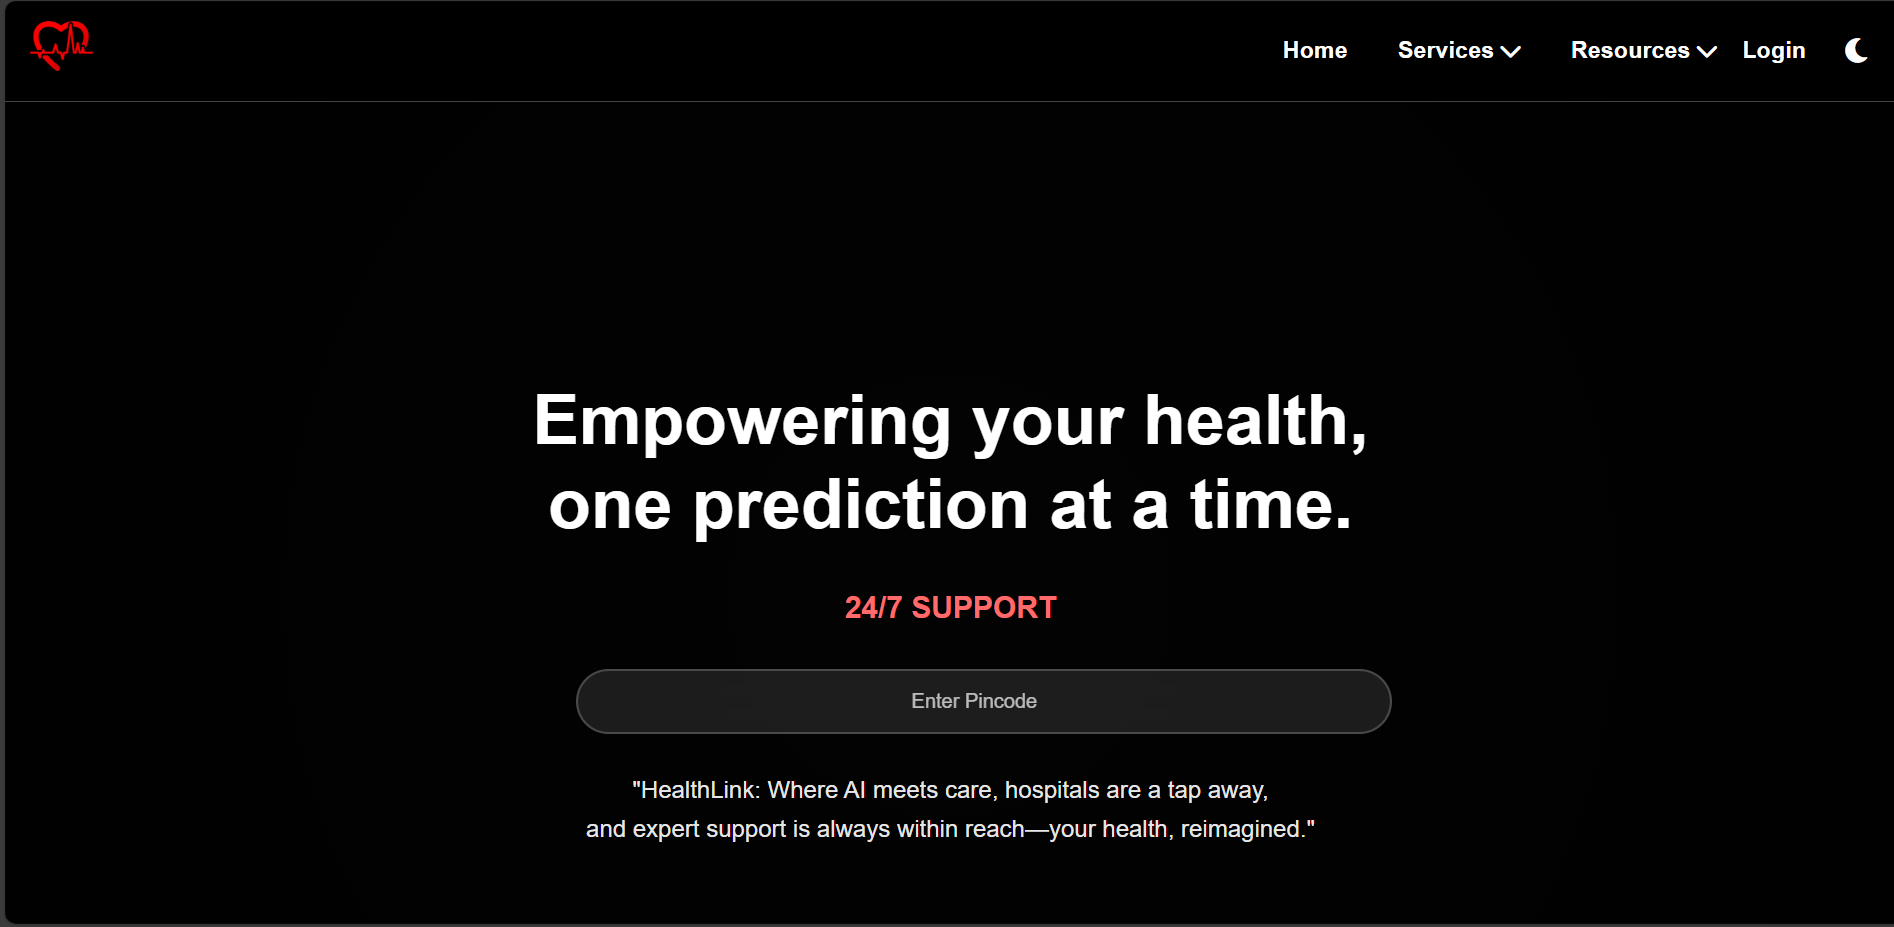 Home Services Resources Login
Empowering your health,
one prediction at a time.
24/7 SUPPORT
Enter Pincode
"HealthLink: Where AI meets care, hospitals are a tap away,
and expert support is always within reach—your health, reimagined."